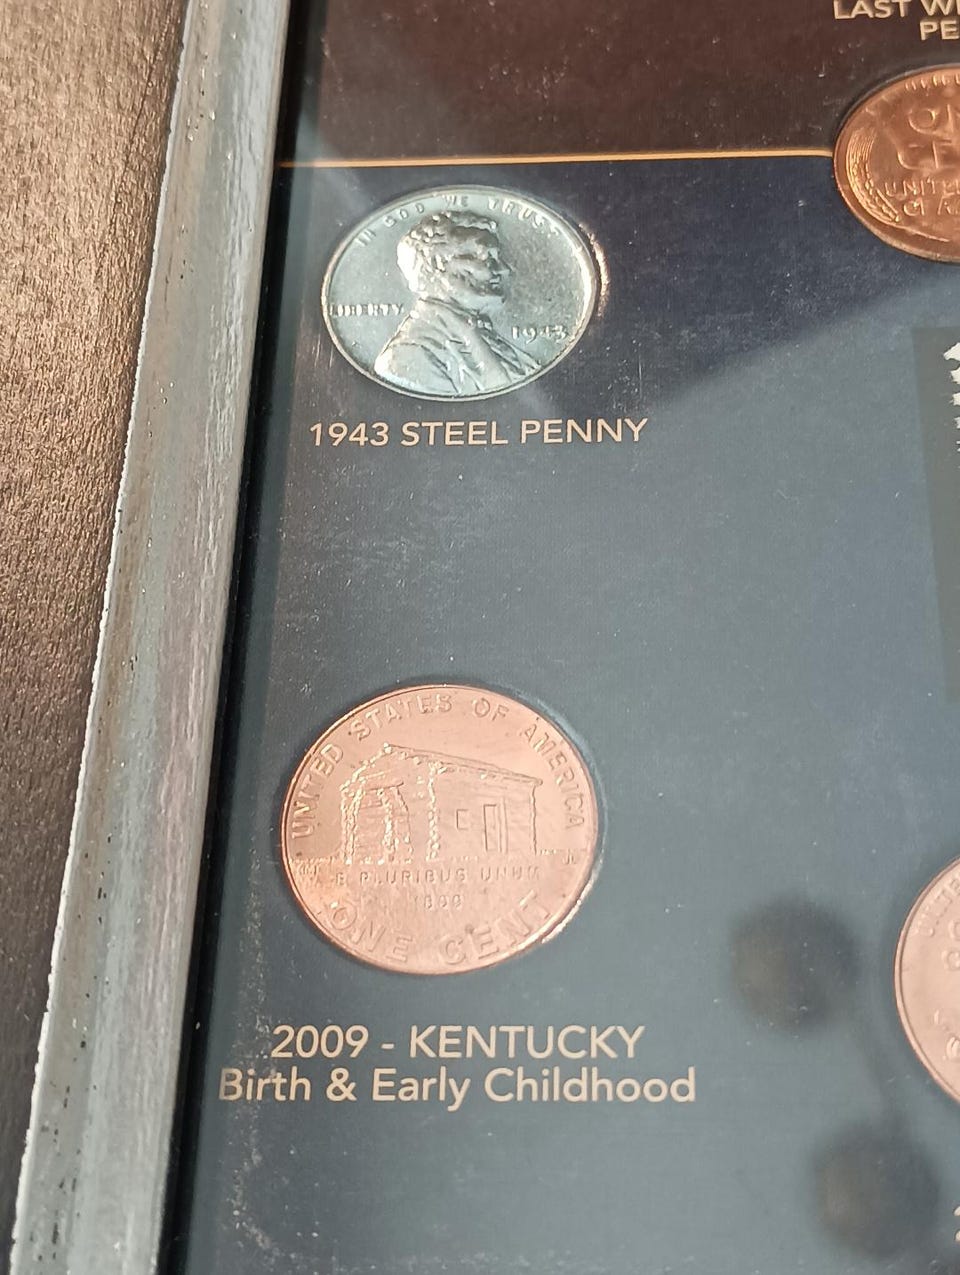 LAST
IN GOD WE TRUST
LIBERTY
1943
UNITED
1943 STEEL PENNY
UNITED STATES OF AMERICA
E PLURIBUS UNUM
1809
ONE CENT
2009 - KENTUCKY
Birth & Early Childhood